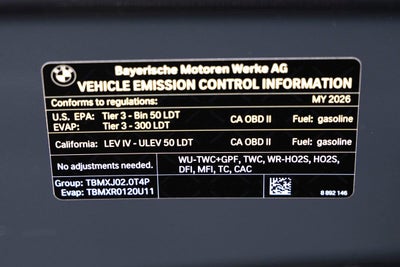 BMW
Bayerische Motoren Werke AG
VEHICLE EMISSION CONTROL INFORMATION
Conforms to regulations: MY 2026
U.S. EPA: Tier 3 - Bin 50 LDT CA OBD II Fuel: gasoline
EVAP: Tier 3 - 300 LDT
California: LEV IV - ULEV 50 LDT CA OBD II Fuel: gasoline
No adjustments needed. WU-TWC+GPF, TWC, WR-HO2S, HO2S,
DFI, MFI, TC, CAC
Group: TBMXJ02.0T4P
Evap: TBMXR0120U11
8 892 146